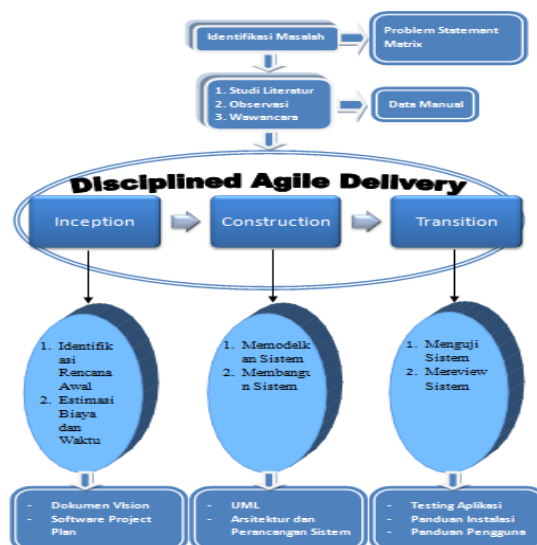 Identifikasi Masalah
Problem Statemant
Matrix
1. Studi Literatur
2. Observasi
3. Wawancara
Data Manual
Disciplined Agile Delivery
Inception
Construction
Transition
1. Identifik
asi
Rencana
Awal
2. Estimasi
Biaya
dan
Waktu
1. Memodelk
an Sistem
2. Membangu
n Sistem
1. Menguji
Sistem
2. Mereview
Sistem
- Dokumen VIsion
- Software Project
Plan
- UML
- Arsitektur dan
Perancangan Sistem
- Testing Aplikasi
- Panduan Instalasi
- Panduan Pengguna